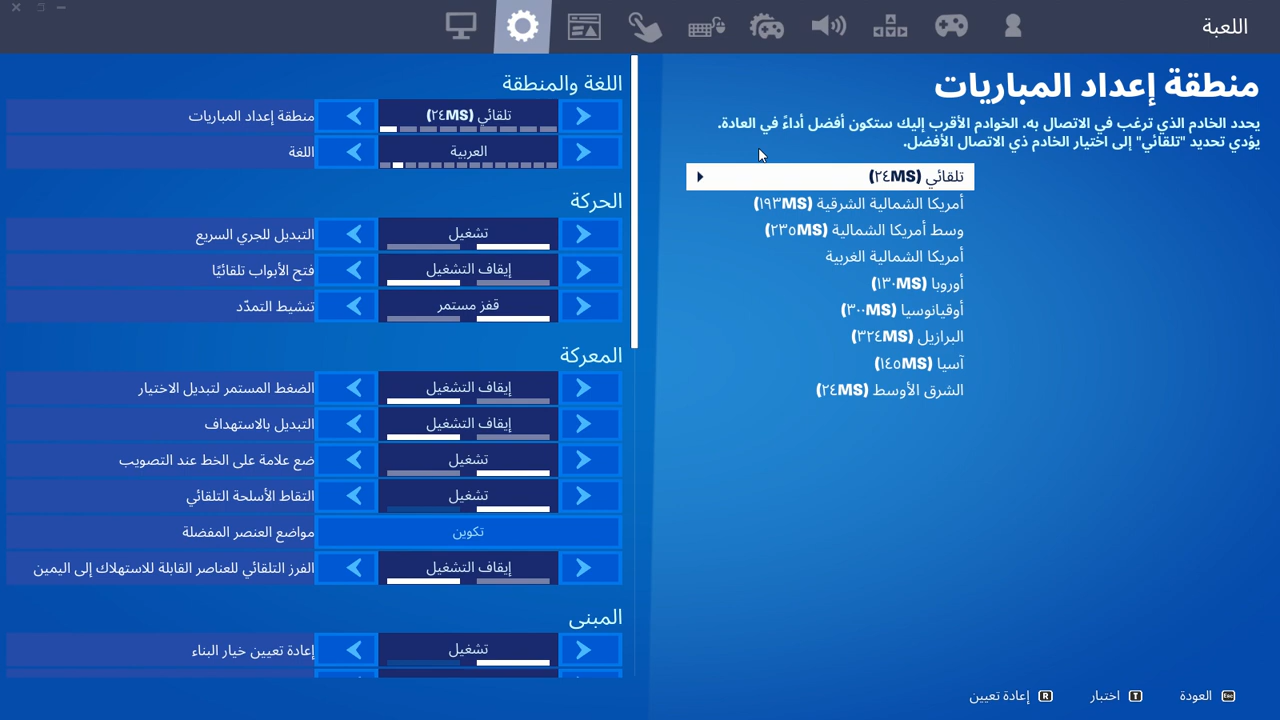 اللعبة
منطقة إعداد المباريات
يحدد الخادم الذي ترغب في الاتصال به. الخوادم الأقرب إليك ستكون أفضل أداءً في العادة.
يؤدي تحديد "تلقائي" إلى اختيار الخادم ذي الاتصال الأفضل.
تلقائي (٢٤MS)
أمريكا الشمالية الشرقية (١٩٣MS)
وسط أمريكا الشمالية (٢٣٥MS)
أمريكا الشمالية الغربية
أوروبا (١٣٠MS)
أوقيانوسيا (٣٠٠MS)
البرازيل (٣٢٤MS)
آسيا (١٤٥MS)
الشرق الأوسط (٢٤MS)
اللغة والمنطقة
منطقة إعداد المباريات تلقائي (٢٤MS)
اللغة العربية
الحركة
التبديل للجري السريع تشغيل
فتح الأبواب تلقائيًا إيقاف التشغيل
تنشيط التمدّد قفز مستمر
المعركة
الضغط المستمر لتبديل الاختيار إيقاف التشغيل
التبديل بالاستهداف إيقاف التشغيل
ضع علامة على الخط عند التصويب تشغيل
التقاط الأسلحة التلقائي تشغيل
مواضع العنصر المفضلة تكوين
الفرز التلقائي للعناصر القابلة للاستهلاك إلى اليمين إيقاف التشغيل
المبنى
إعادة تعيين خيار البناء تشغيل
العودة Esc
اختبار T
إعادة تعيين R